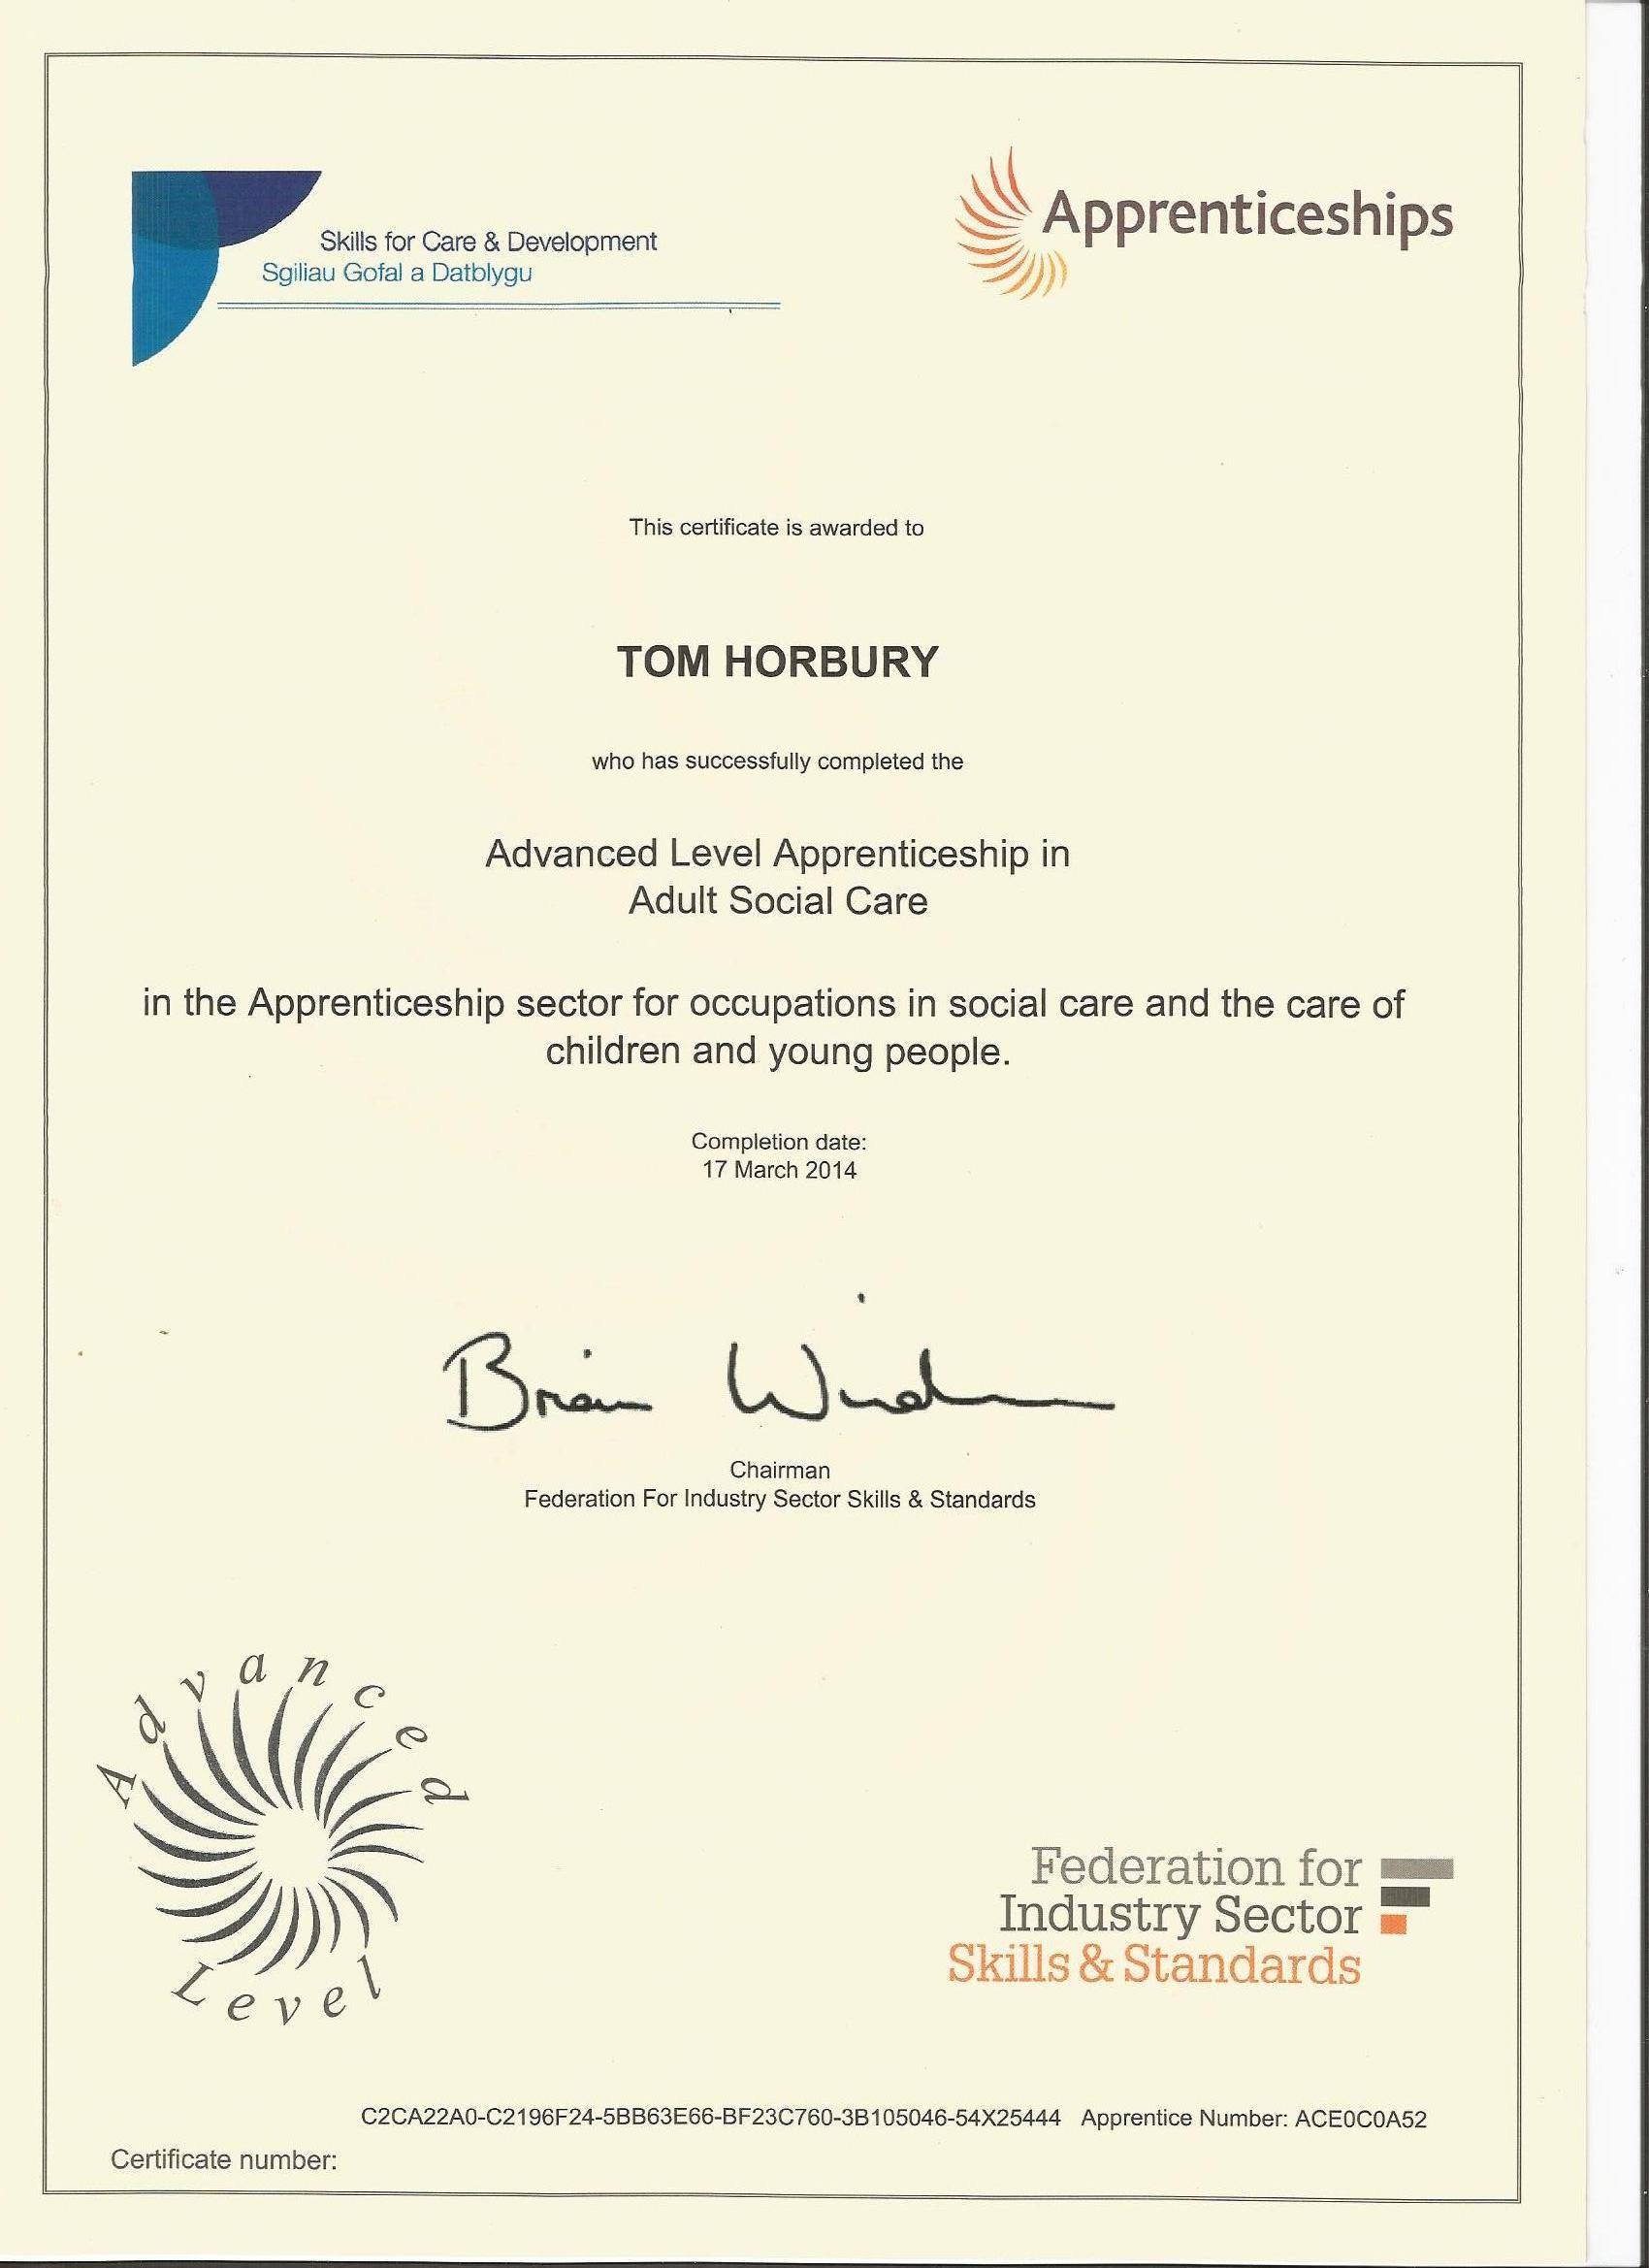 Skills for Care & Development
Sgiliau Gofal a Datblygu
Apprenticeships
This certificate is awarded to
TOM HORBURY
who has successfully completed the
Advanced Level Apprenticeship in
Adult Social Care
in the Apprenticeship sector for occupations in social care and the care of
children and young people.
Completion date:
17 March 2014
Brian
Chairman
Federation For Industry Sector Skills & Standards
Advanced
Level
Federation for
Industry Sector
Skills & Standards
C2CA22A0-C2196F24-5BB63E66-BF23C760-3B105046-54X25444 Apprentice Number: ACE0C0A52
Certificate number: